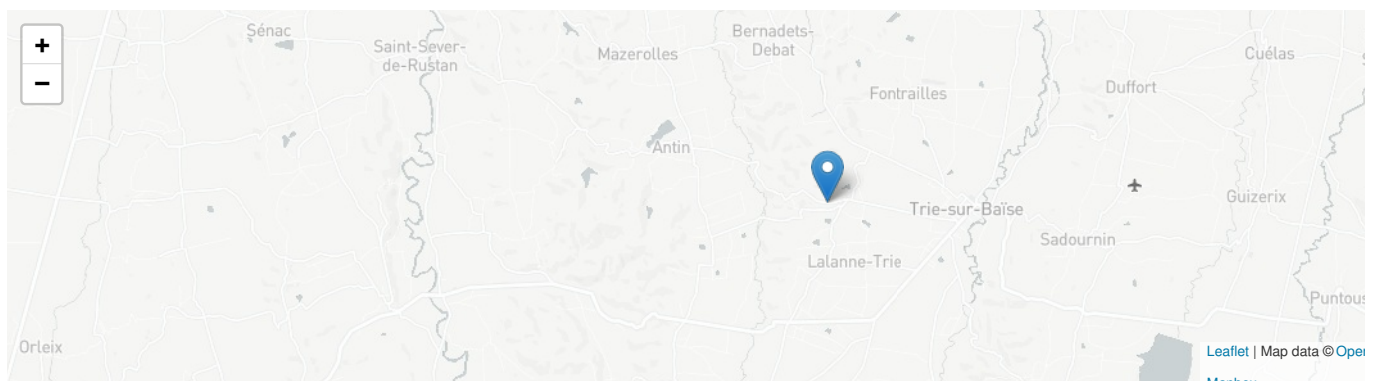 +
−
Sénac
Saint-Sever-
de-Rustan
Mazerolles
Bernadets-
Debat
Cuélas
Fontrailles
Duffort
Antin
Guizerix
Trie-sur-Baïse
Sadournin
Lalanne-Trie
Puntous
Orleix
Leaflet | Map data © Oper